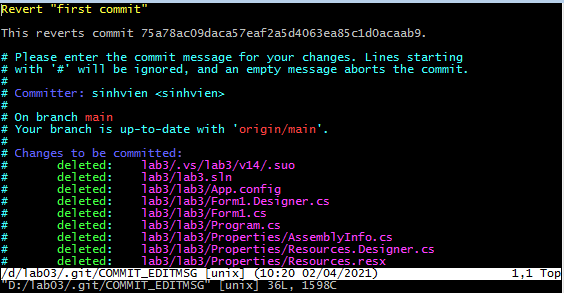 Revert "first commit"
This reverts commit 75a78ac09daca57eaf2a5d4063ea85c1d0acaab9.
# Please enter the commit message for your changes. Lines starting
# with '#' will be ignored, and an empty message aborts the commit.
#
# Committer: sinhvien <sinhvien>
#
# On branch main
# Your branch is up-to-date with 'origin/main'.
#
# Changes to be committed:
#       deleted:    lab3/.vs/lab3/v14/.suo
#       deleted:    lab3/lab3.sln
#       deleted:    lab3/lab3/App.config
#       deleted:    lab3/lab3/Form1.Designer.cs
#       deleted:    lab3/lab3/Form1.cs
#       deleted:    lab3/lab3/Program.cs
#       deleted:    lab3/lab3/Properties/AssemblyInfo.cs
#       deleted:    lab3/lab3/Properties/Resources.Designer.cs
#       deleted:    lab3/lab3/Properties/Resources.resx
/d/lab03/.git/COMMIT_EDITMSG [unix] (10:20 02/04/2021) 1,1 Top
"D:/lab03/.git/COMMIT_EDITMSG" [unix] 36L, 1598C